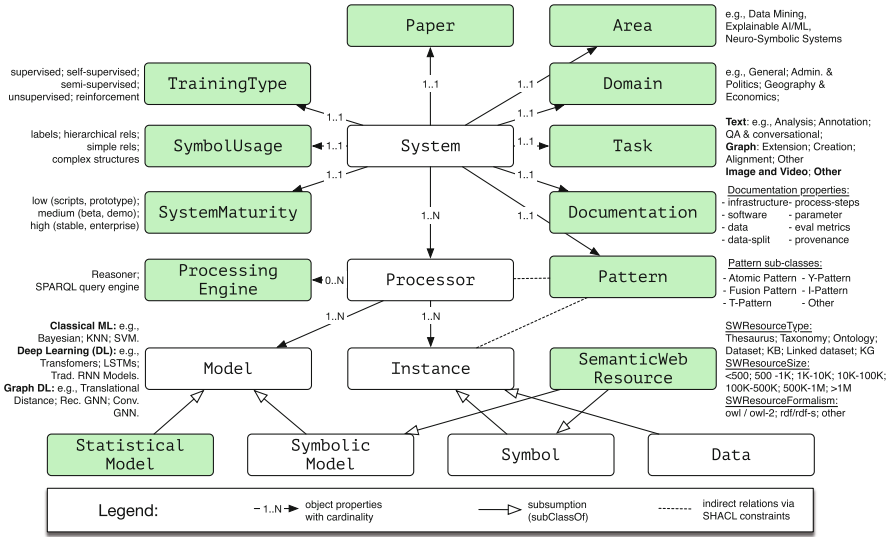 Paper
Area
e.g., Data Mining,
Explainable AI/ML,
Neuro-Symbolic Systems
supervised; self-supervised;
semi-supervised;
unsupervised; reinforcement
TrainingType
1..1
1..1
Domain
e.g., General; Admin. &
Politics; Geography &
Economics;
1..1
1..1
labels; hierarchical rels;
simple rels;
complex structures
SymbolUsage
1..1
System
1..1
Task
Text: e.g., Analysis; Annotation;
QA & conversational;
Graph: Extension; Creation;
Alignment; Other
Image and Video; Other
1..1
1..1
low (scripts, prototype);
medium (beta, demo);
high (stable, enterprise)
SystemMaturity
1..N
1..1
Documentation
Documentation properties:
- infrastructure- process-steps
- software - parameter
- data - eval metrics
- data-split - provenance
Reasoner;
SPARQL query engine
Processing
Engine
0..N
Processor
Pattern
Pattern sub-classes:
- Atomic Pattern - Y-Pattern
- Fusion Pattern - I-Pattern
- T-Pattern - Other
1..N
1..N
Classical ML: e.g.,
Bayesian; KNN; SVM.
Deep Learning (DL): e.g.,
Transfomers; LSTMs;
Trad. RNN Models.
Graph DL: e.g., Translational
Distance; Rec. GNN; Conv.
GNN.
Model
Instance
SemanticWeb
Resource
SWResourceType:
Thesaurus; Taxonomy; Ontology;
Dataset; KB; Linked dataset; KG
SWResourceSize:
<500; 500 -1K; 1K-10K; 10K-100K;
100K-500K; 500K-1M; >1M
SWResourceFormalism:
owl / owl-2; rdf/rdf-s; other
Statistical
Model
Symbolic
Model
Symbol
Data
Legend:
1..N
object properties
with cardinality
subsumption
(subClassOf)
indirect relations via
SHACL constraints